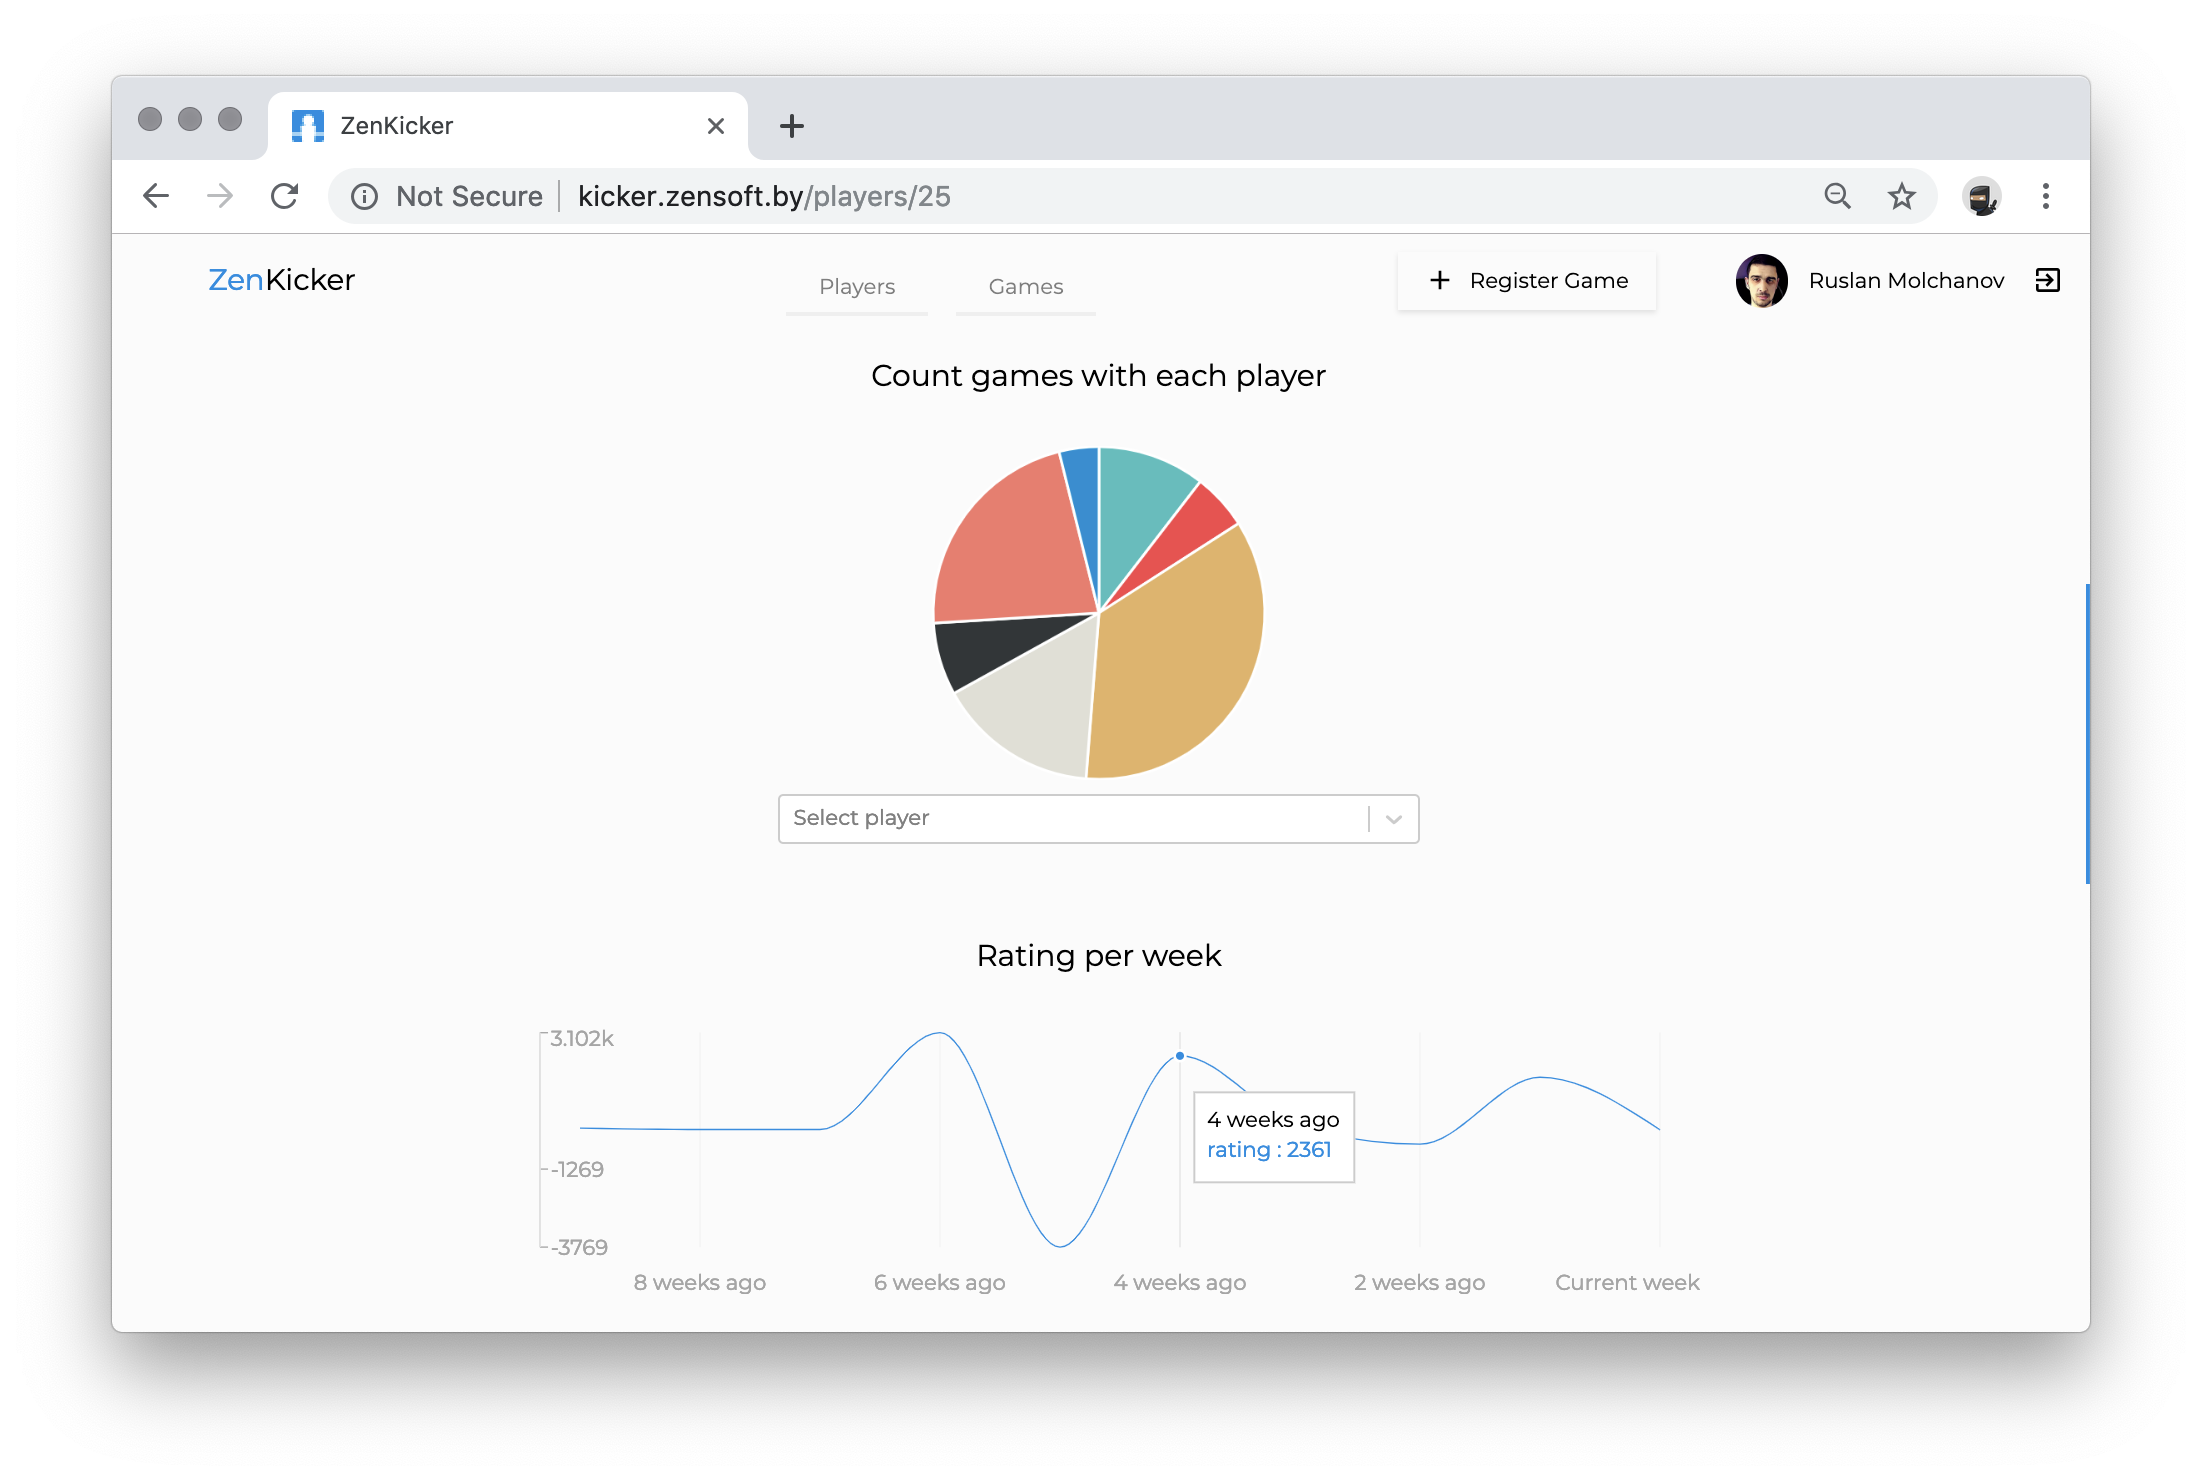 ZenKicker
Not Secure kicker.zensoft.by/players/25
ZenKicker
Players
Games
Register Game
Ruslan Molchanov
Count games with each player
Select player
Rating per week
3.102k
-1269
-3769
4 weeks ago
rating : 2361
8 weeks ago
6 weeks ago
4 weeks ago
2 weeks ago
Current week